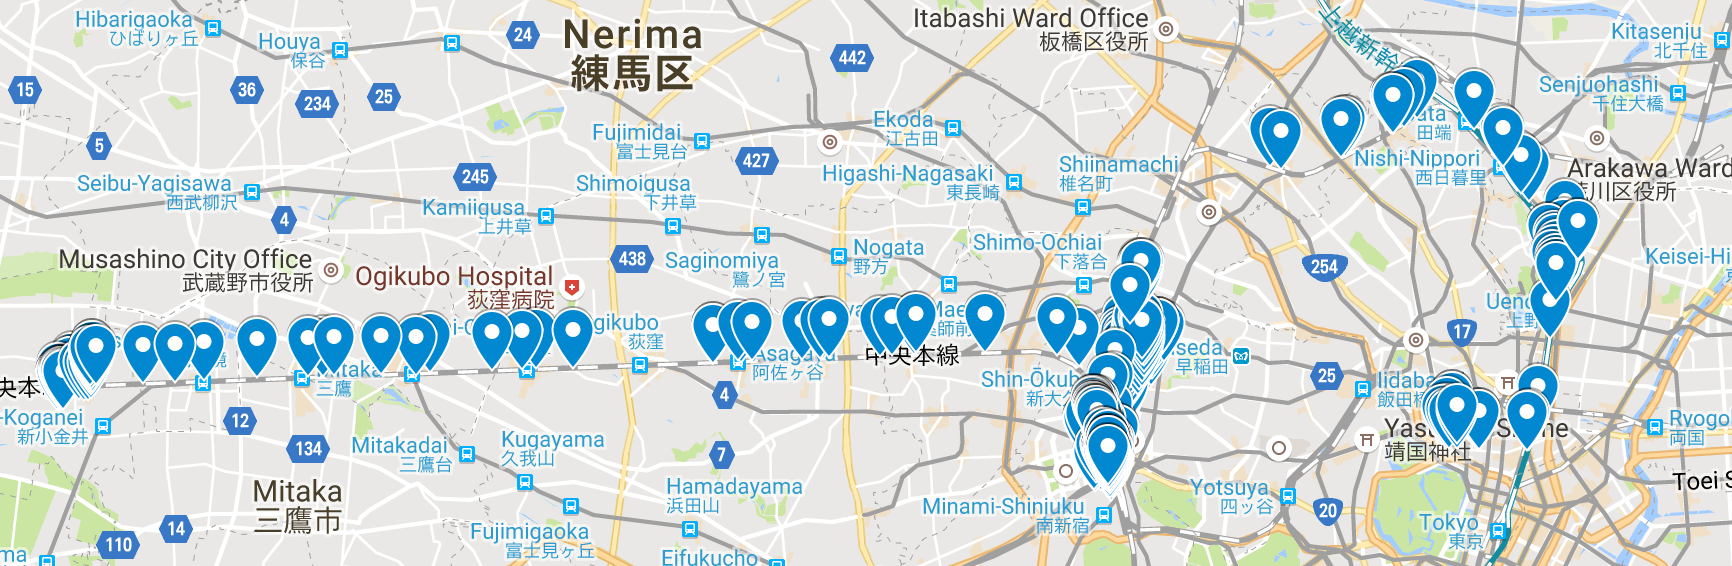 Hibarigaoka
ひばりヶ丘
Houya
保谷
24
Nerima
練馬区
442
Itabashi Ward Office
板橋区役所
上越新幹
Kitasenju
北千住
Senjuohashi
千住大橋
15
36
234
25
5
Fujimidai
富士見台
Ekoda
江古田
427
田端
Nishi-Nippori
西日暮里
Arakawa Ward
荒川区役所
Seibu-Yagisawa
西武柳沢
245
Shimoigusa
下井草
Higashi-Nagasaki
東長崎
Shiinamachi
椎名町
4
Kamiigusa
上井草
Musashino City Office
武蔵野市役所
Ogikubo Hospital
荻窪病院
438
Saginomiya
鷺ノ宮
Nogata
野方
Shimo-Ochiai
下落合
254
Keisei-Hi
Ueno
上野
17
三鷹
荻窪
阿佐ヶ谷
中央本線
早稲田
25
Iidaba
飯田橋
-Koganei
新小金井
12
134
Mitakadai
三鷹台
Kugayama
久我山
4
7
Hamadayama
浜田山
靖国神社
Ryogo
両国
Toei S
Mitaka
三鷹市
14
110
Fujimigaoka
富士見ヶ丘
Eifukucho
Minami-Shinjuku
南新宿
Yotsuya
四ッ谷
20
Tokyo
東京